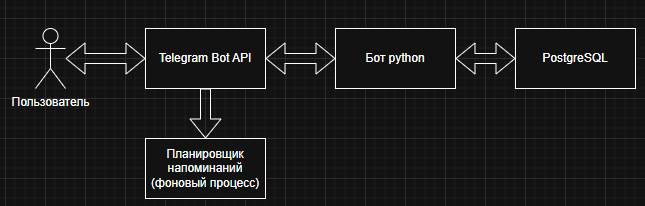 Telegram Bot API
Бот python
PostgreSQL
Пользователь
Планировщик
напоминаний
(фоновый процесс)